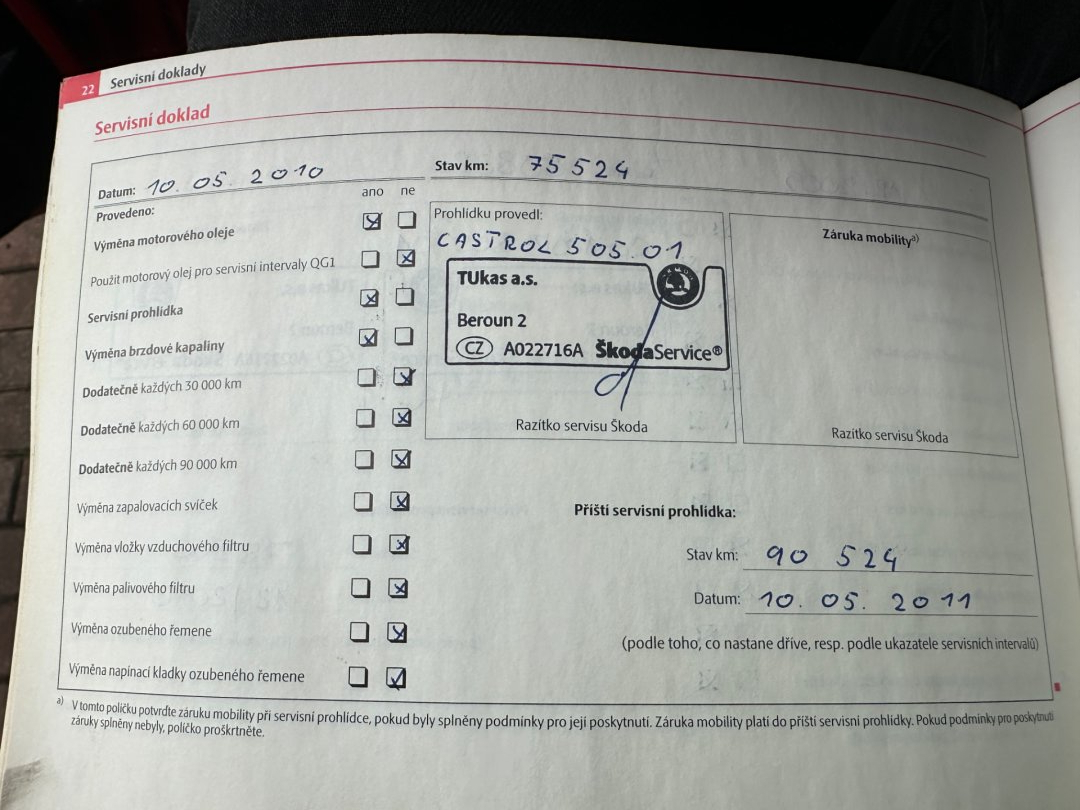 22 Servisní doklady
Servisní doklad
Datum: 10. 05. 2010
Stav km: 75524
ano ne
Provedeno:
Výměna motorového oleje
Použit motorový olej pro servisní intervaly QG1
Servisní prohlídka
Výměna brzdové kapaliny
Dodatečně každých 30 000 km
Dodatečně každých 60 000 km
Dodatečně každých 90 000 km
Výměna zapalovacích svíček
Výměna vložky vzduchového filtru
Výměna palivového filtru
Výměna ozubeného řemene
Výměna napínací kladky ozubeného řemene
Prohlídku provedl:
CASTROL 505.01
TUkas a.s.
Beroun 2
CZ A022716A ŠkodaService®
Razítko servisu Škoda
Záruka mobility a)
Razítko servisu Škoda
Příští servisní prohlídka:
Stav km: 90 524
Datum: 10. 05. 2011
(podle toho, co nastane dříve, resp. podle ukazatele servisních intervalů)
a) V tomto políčku potvrďte záruku mobility při servisní prohlídce, pokud byly splněny podmínky pro její poskytnutí. Záruka mobility platí do příští servisní prohlídky. Pokud podmínky pro poskytnutí
záruky splněny nebyly, políčko proškrtněte.